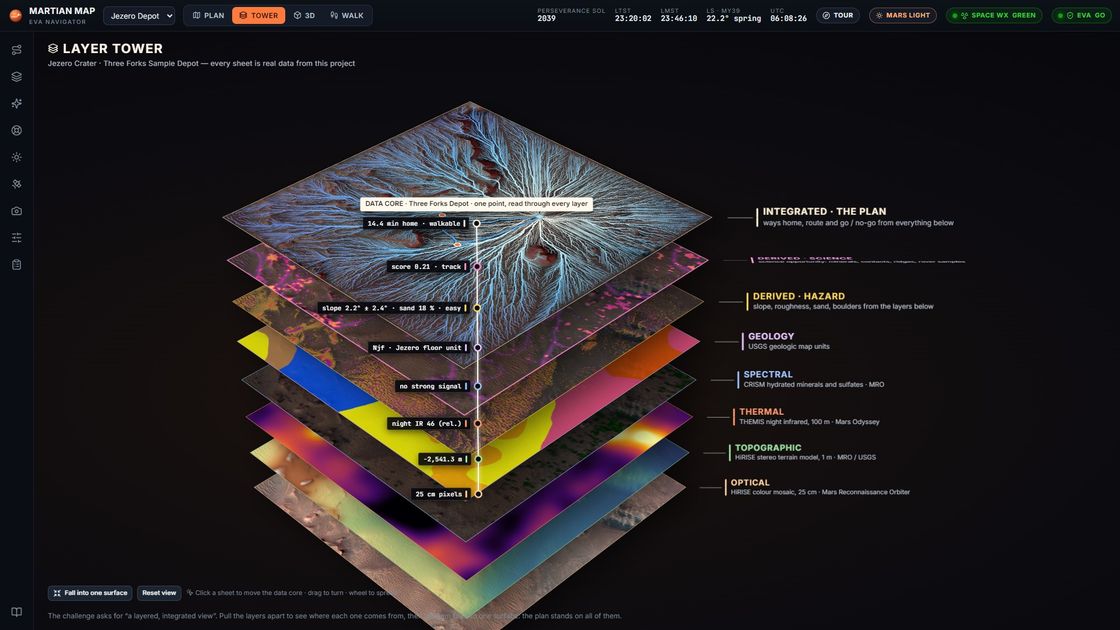 MARTIAN MAP
EVA NAVIGATOR
Jezero Depot
PLAN
TOWER
3D
WALK
PERSEVERANCE SOL
2039
LTST
23:20:02
LMST
23:46:10
LS · MY39
22.2° spring
UTC
06:08:26
TOUR
MARS LIGHT
SPACE WX GREEN
EVA GO
LAYER TOWER
Jezero Crater · Three Forks Sample Depot — every sheet is real data from this project
DATA CORE · Three Forks Depot · one point, read through every layer
14.4 min home · walkable
score 0.21 · track
slope 2.2° ± 2.4° · sand 18 % · easy
Njf · Jezero floor unit
no strong signal
night IR 46 (rel.)
-2,541.3 m
25 cm pixels
INTEGRATED · THE PLAN
ways home, route and go / no-go from everything below
DERIVED · SCIENCE
DERIVED · HAZARD
slope, roughness, sand, boulders from the layers below
GEOLOGY
USGS geologic map units
SPECTRAL
CRISM hydrated minerals and sulfates · MRO
THERMAL
THEMIS night infrared, 100 m · Mars Odyssey
TOPOGRAPHIC
HiRISE stereo terrain model, 1 m · MRO / USGS
OPTICAL
HiRISE colour mosaic, 25 cm · Mars Reconnaissance Orbiter
Fall into one surface
Reset view
Click a sheet to move the data core · drag to turn · wheel to
The challenge asks for "a layered, integrated view". Pull the layers apart to see where each one comes from, the plan stands on all of them.